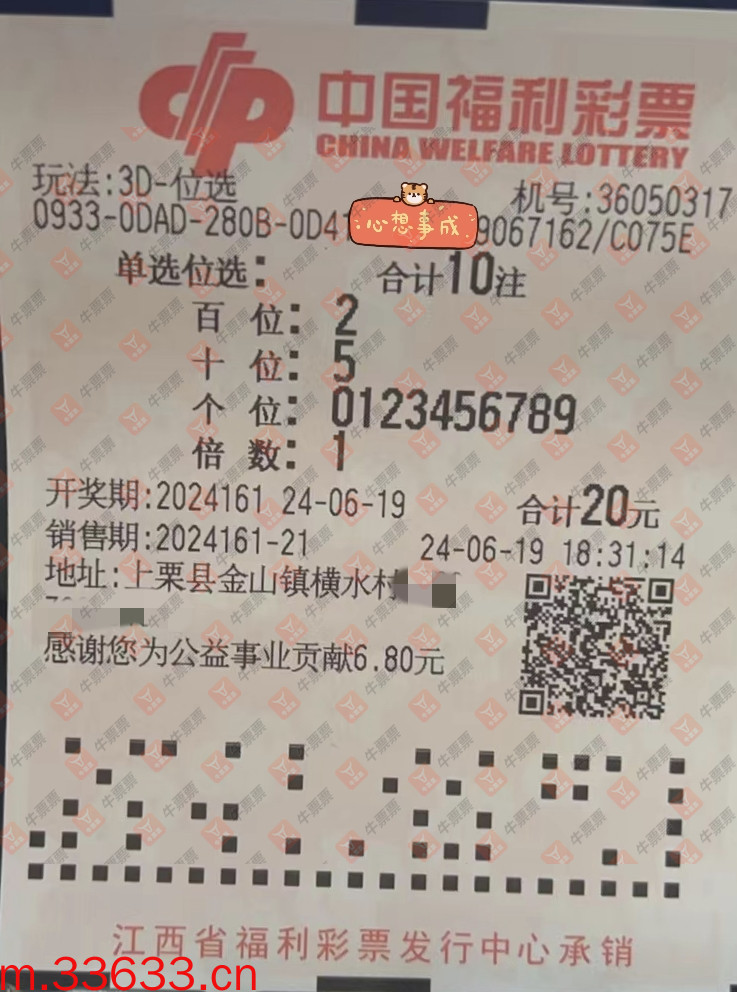 中国福利彩票
CHINA WELFARE LOTTERY
玩法:3D-位选 机号:36050317
0933-0DAD-280B-0D41 心想事成 9067162/C075E
单选位选: 合计10注
百 位: 2
十 位: 5
个 位: 0123456789
倍 数: 1
开奖期:2024161 24-06-19 合计20元
销售期:2024161-21 24-06-19 18:31:14
地址:上栗县金山镇横水村
感谢您为公益事业贡献6.80元
江西省福利彩票发行中心承销
m.33633.cn
牛票票